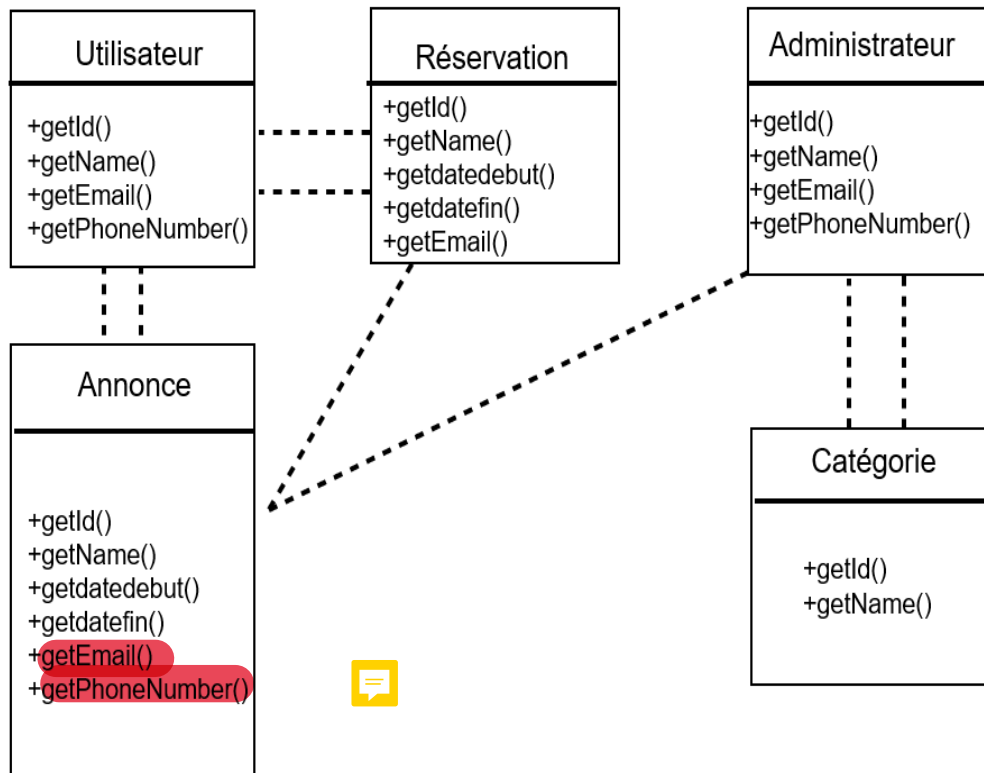 Utilisateur
+getId()
+getName()
+getEmail()
+getPhoneNumber()
Réservation
+getId()
+getName()
+getdatedebut()
+getdatefin()
+getEmail()
Administrateur
+getId()
+getName()
+getEmail()
+getPhoneNumber()
Annonce
+getId()
+getName()
+getdatedebut()
+getdatefin()
+getEmail()
+getPhoneNumber()
Catégorie
+getId()
+getName()